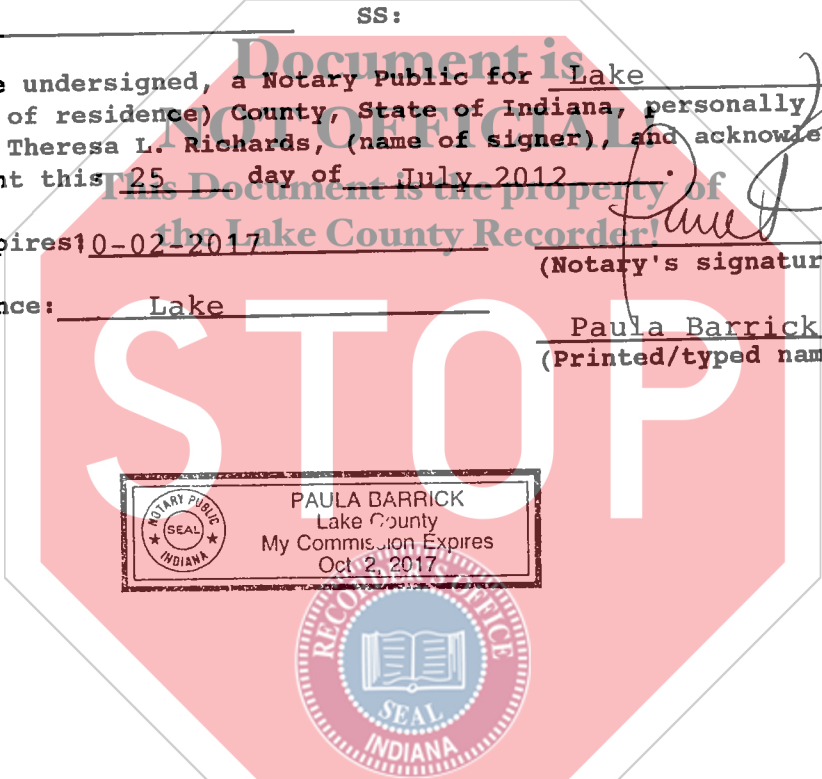 SS:
Document is
e undersigned, a Notary Public for Lake
of residence) County, State of Indiana, personally
NOT OFFICIAL!
Theresa L. Richards, (name of signer), and acknowle
nt this 25 day of July 2012.
This Document is the property of
the Lake County Recorder!
pires10-02-2017
(Notary's signatur
nce: Lake
Paula Barrick
(Printed/typed nam
STOP
NOTARY PUBLIC
SEAL
INDIANA
PAULA BARRICK
Lake County
My Commission Expires
Oct 2, 2017
RECORDER'S OFFICE
SEAL
INDIANA